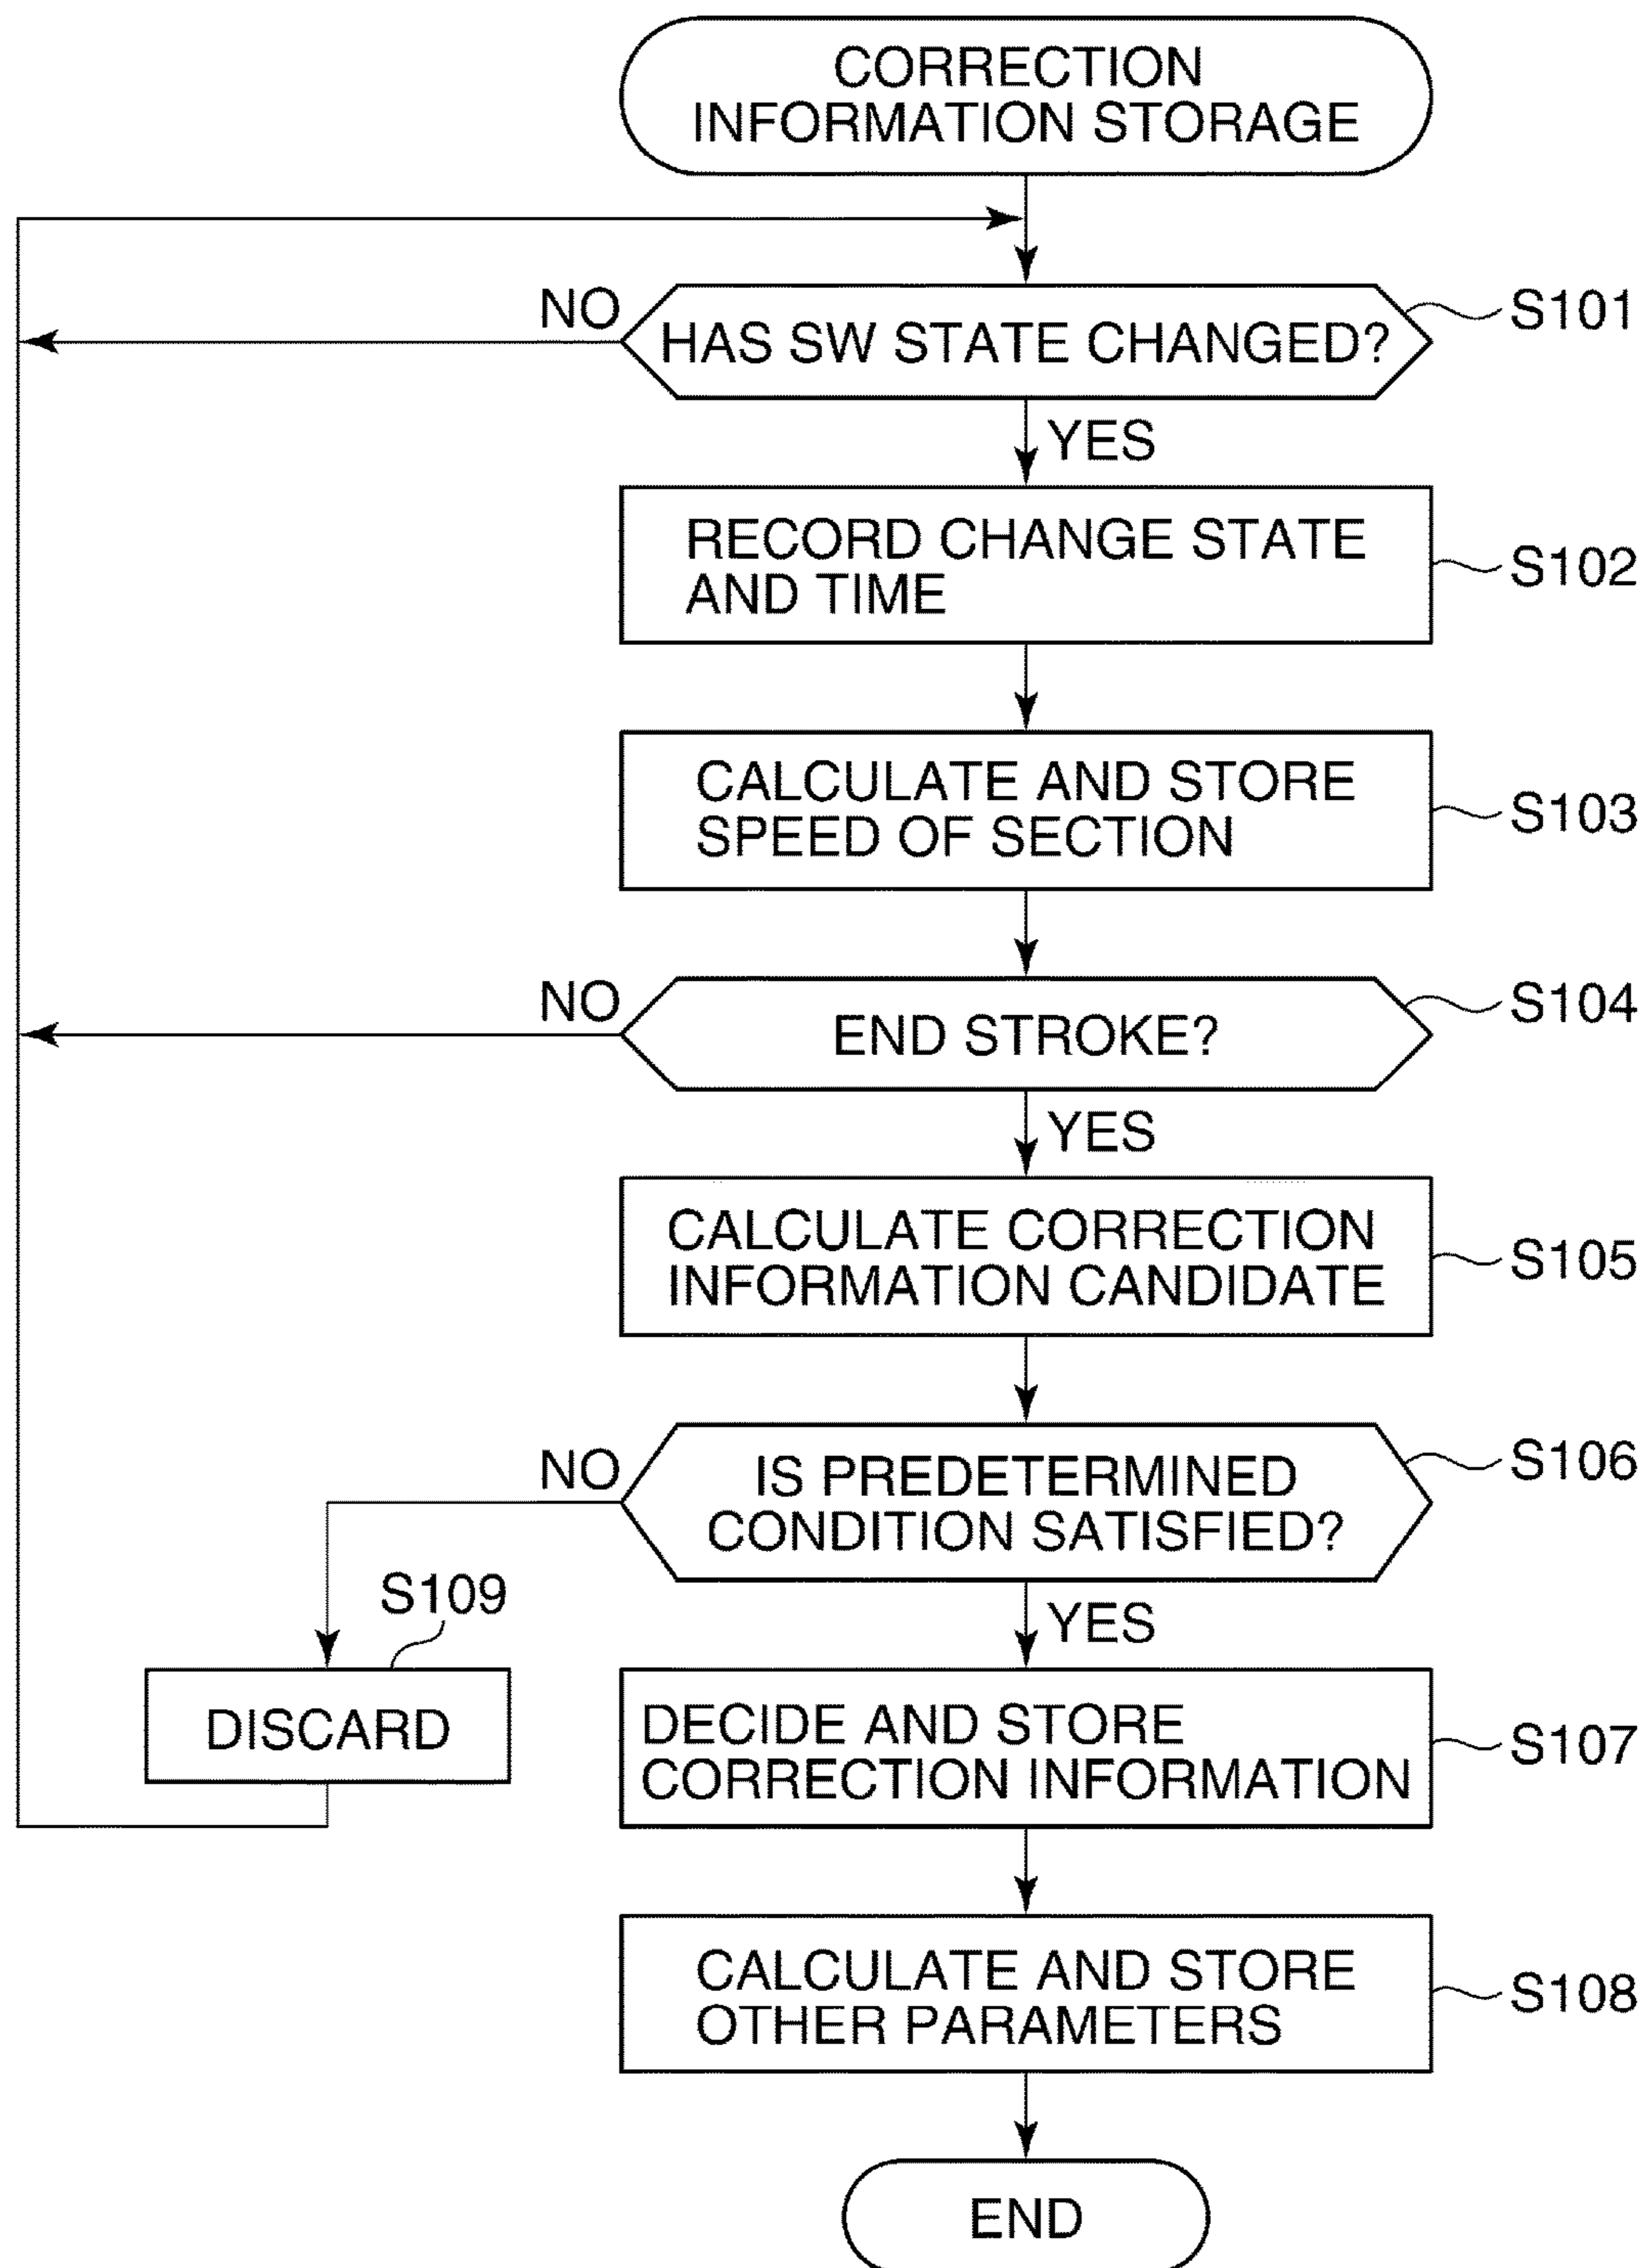 CORRECTION
INFORMATION STORAGE
NO
HAS SW STATE CHANGED?
S101
YES
RECORD CHANGE STATE
AND TIME
S102
CALCULATE AND STORE
SPEED OF SECTION
S103
NO
END STROKE?
S104
YES
CALCULATE CORRECTION
INFORMATION CANDIDATE
S105
NO
IS PREDETERMINED
CONDITION SATISFIED?
S106
S109
YES
DISCARD
DECIDE AND STORE
CORRECTION INFORMATION
S107
CALCULATE AND STORE
OTHER PARAMETERS
S108
END